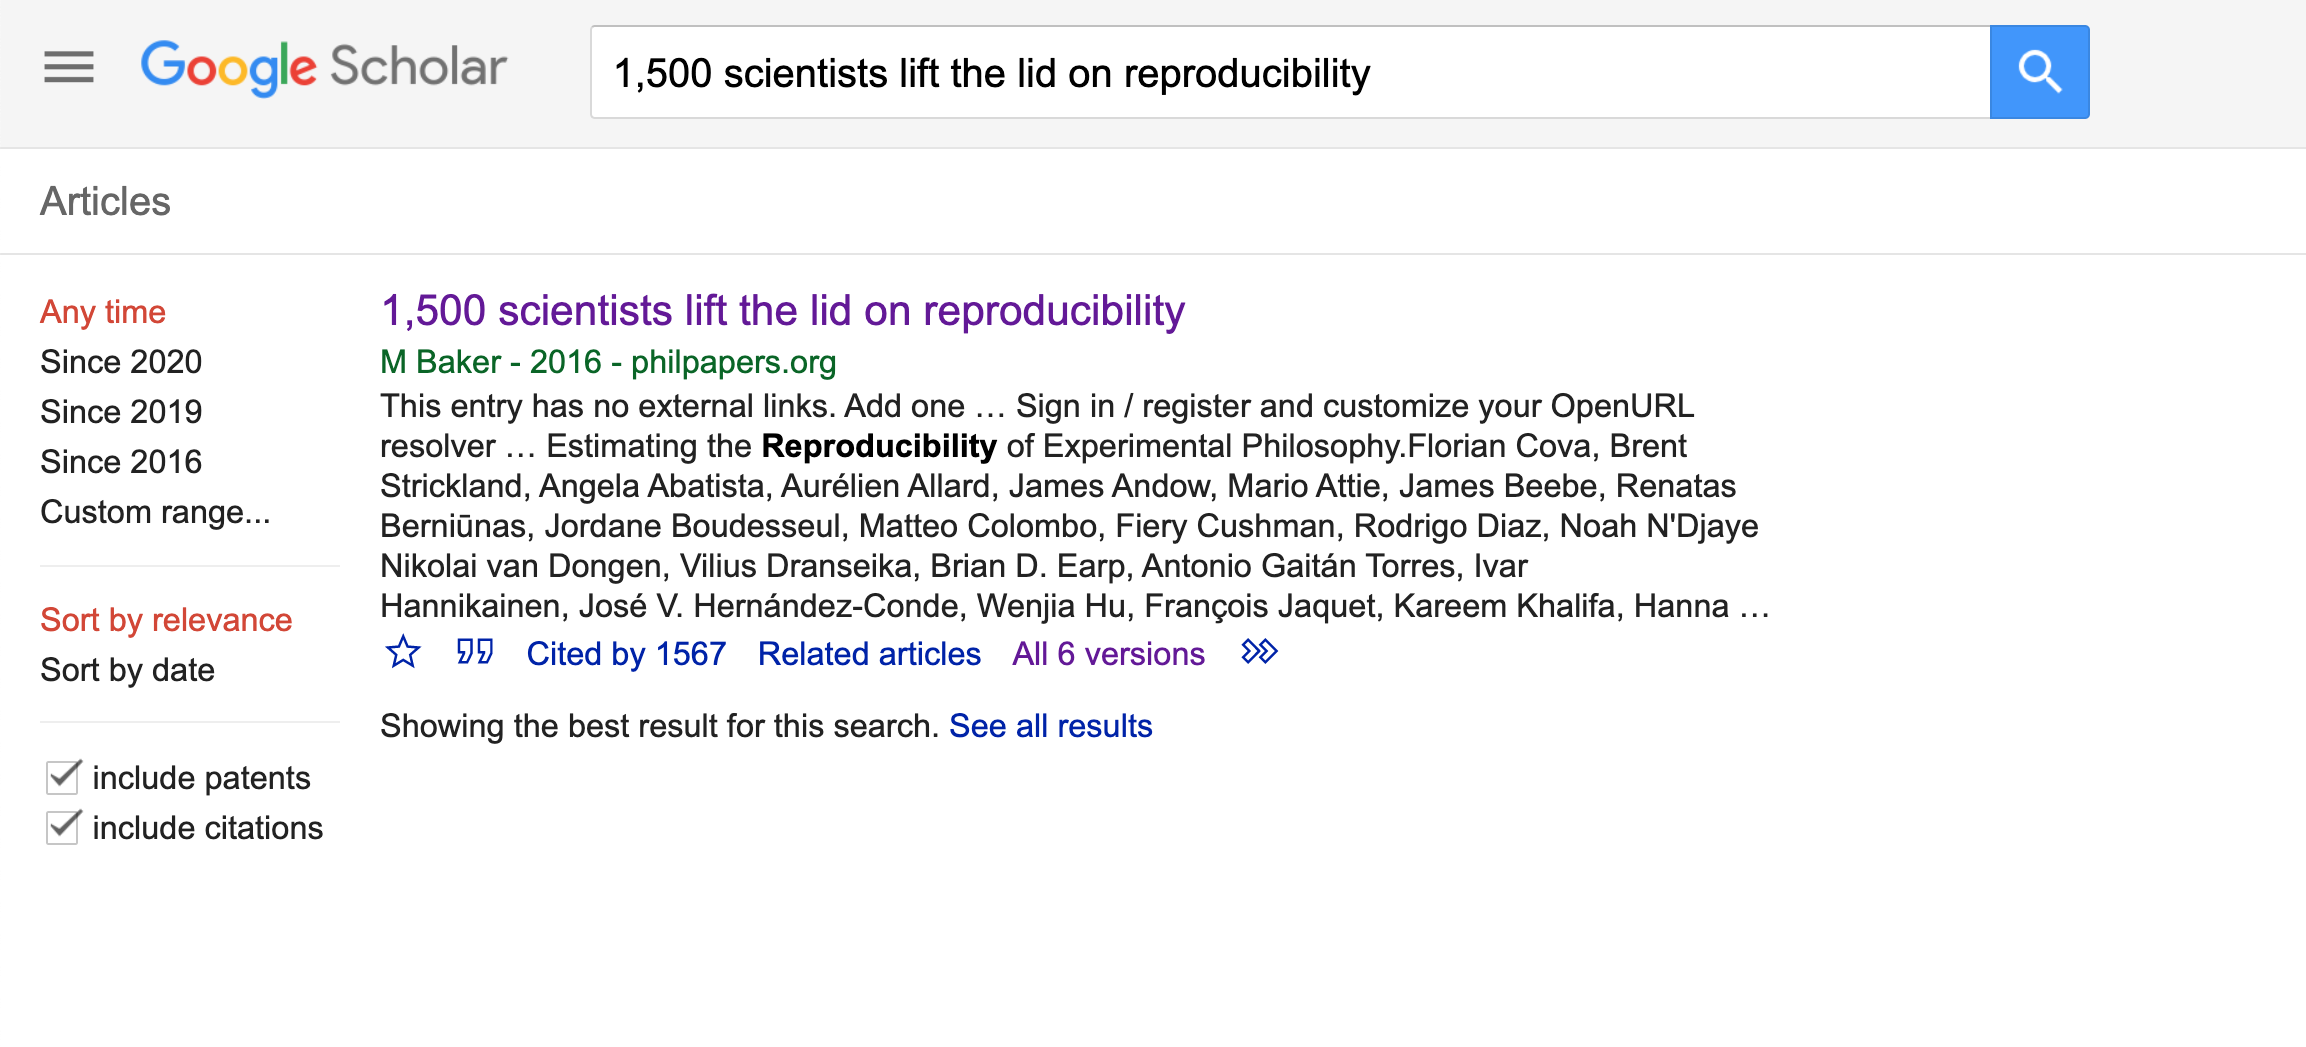 Google Scholar
1,500 scientists lift the lid on reproducibility
Articles
Any time
Since 2020
Since 2019
Since 2016
Custom range...
Sort by relevance
Sort by date
include patents
include citations
1,500 scientists lift the lid on reproducibility
M Baker - 2016 - philpapers.org
This entry has no external links. Add one … Sign in / register and customize your OpenURL
resolver … Estimating the Reproducibility of Experimental Philosophy.Florian Cova, Brent
Strickland, Angela Abatista, Aurélien Allard, James Andow, Mario Attie, James Beebe, Renatas
Berniūnas, Jordane Boudesseul, Matteo Colombo, Fiery Cushman, Rodrigo Diaz, Noah N'Djaye
Nikolai van Dongen, Vilius Dranseika, Brian D. Earp, Antonio Gaitán Torres, Ivar
Hannikainen, José V. Hernández-Conde, Wenjia Hu, François Jaquet, Kareem Khalifa, Hanna …
Cited by 1567 Related articles All 6 versions
Showing the best result for this search. See all results